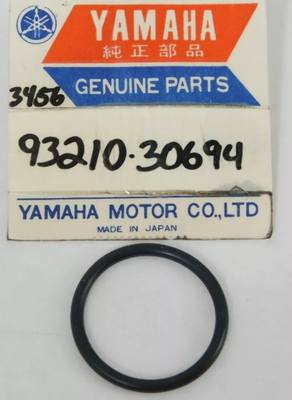 YAMAHA
純正部品
3456
GENUINE PARTS
93210-30694
YAMAHA MOTOR CO.,LTD
MADE IN JAPAN